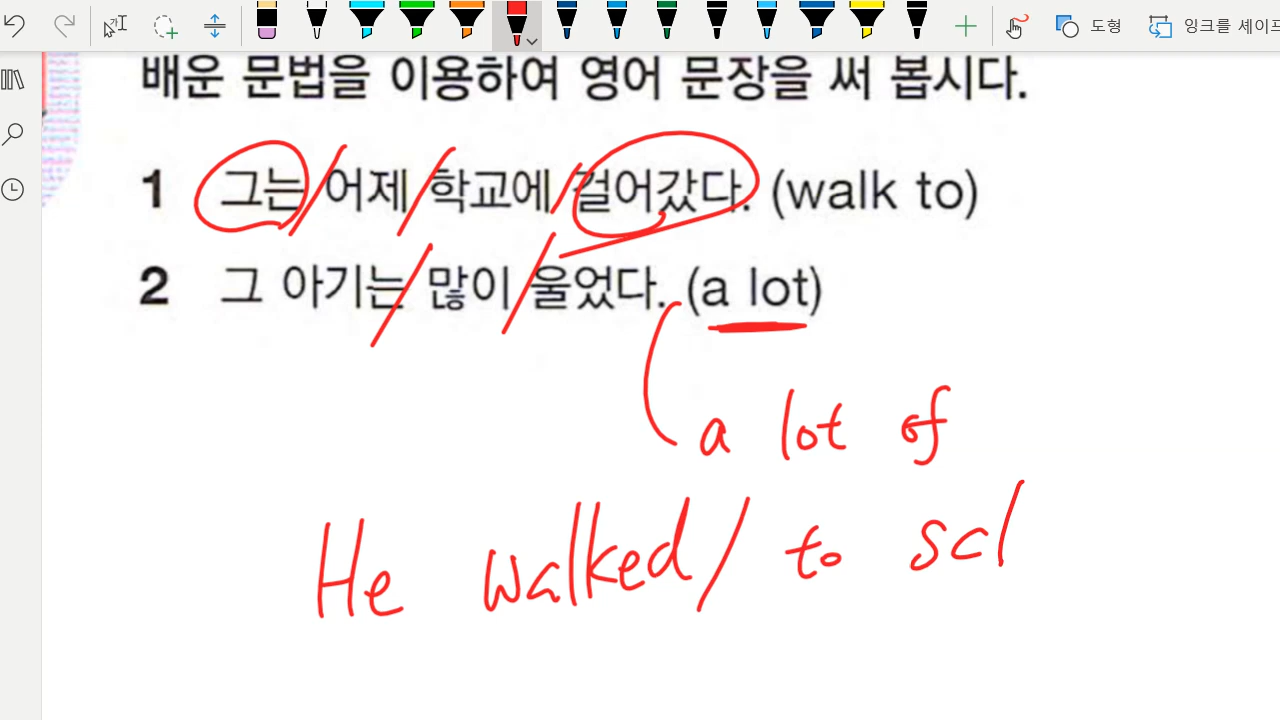 도형
잉크를 셰이프
배운 문법을 이용하여 영어 문장을 써 봅시다.
1 그는 어제 학교에 걸어갔다. (walk to)
2 그 아기는 많이 울었다. (a lot)
a lot of
He walked / to sch